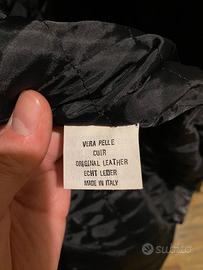 VERA PELLE
CUIR
ORIGINAL LEATHER
ECHT LEDER
MADE IN ITALY
subito